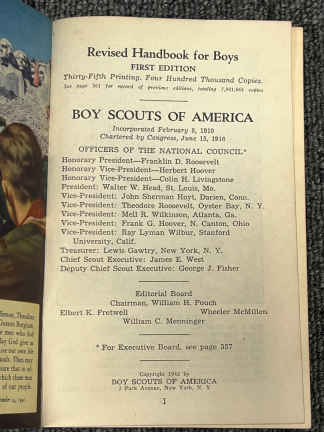 Revised Handbook for Boys
FIRST EDITION
Thirty-Fifth Printing. Four Hundred Thousand Copies.
See page 561 for record of previous editions, totaling 7,901,068 copies
BOY SCOUTS OF AMERICA
Incorporated February 8, 1910
Chartered by Congress, June 15, 1916
OFFICERS OF THE NATIONAL COUNCIL*
Honorary President—Franklin D. Roosevelt
Honorary Vice-President—Herbert Hoover
Honorary Vice-President—Colin H. Livingstone
President: Walter W. Head, St. Louis, Mo.
Vice-President: John Sherman Hoyt, Darien, Conn.
Vice-President: Theodore Roosevelt, Oyster Bay, N. Y.
Vice-President: Mell R. Wilkinson, Atlanta, Ga.
Vice-President: Frank G. Hoover, N. Canton, Ohio
Vice-President: Ray Lyman Wilbur, Stanford
University, Calif.
Treasurer: Lewis Gawtry, New York, N. Y.
Chief Scout Executive: James E. West
Deputy Chief Scout Executive: George J. Fisher
Editorial Board
Chairman, William H. Pouch
Elbert K. Fretwell Wheeler McMillen
William C. Menninger
* For Executive Board, see page 557
Copyright 1942 by
BOY SCOUTS OF AMERICA
2 Park Avenue, New York, N. Y.
1